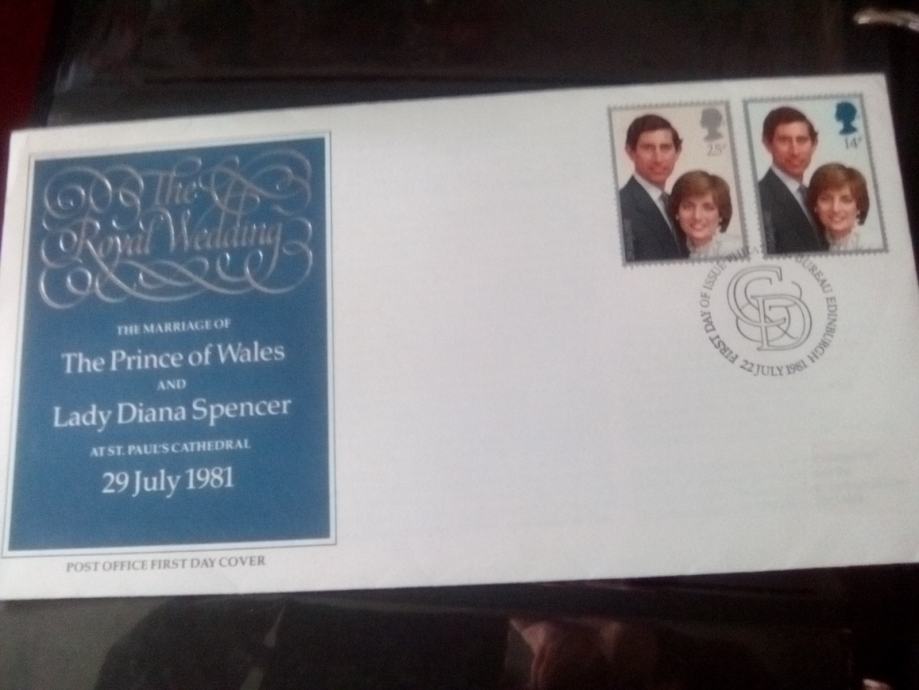 The
Royal Wedding
THE MARRIAGE OF
The Prince of Wales
AND
Lady Diana Spencer
AT ST. PAUL'S CATHEDRAL
29 July 1981
POST OFFICE FIRST DAY COVER
25p
14p
FIRST DAY OF ISSUE BUREAU EDINBURGH
22 JULY 1981
CD